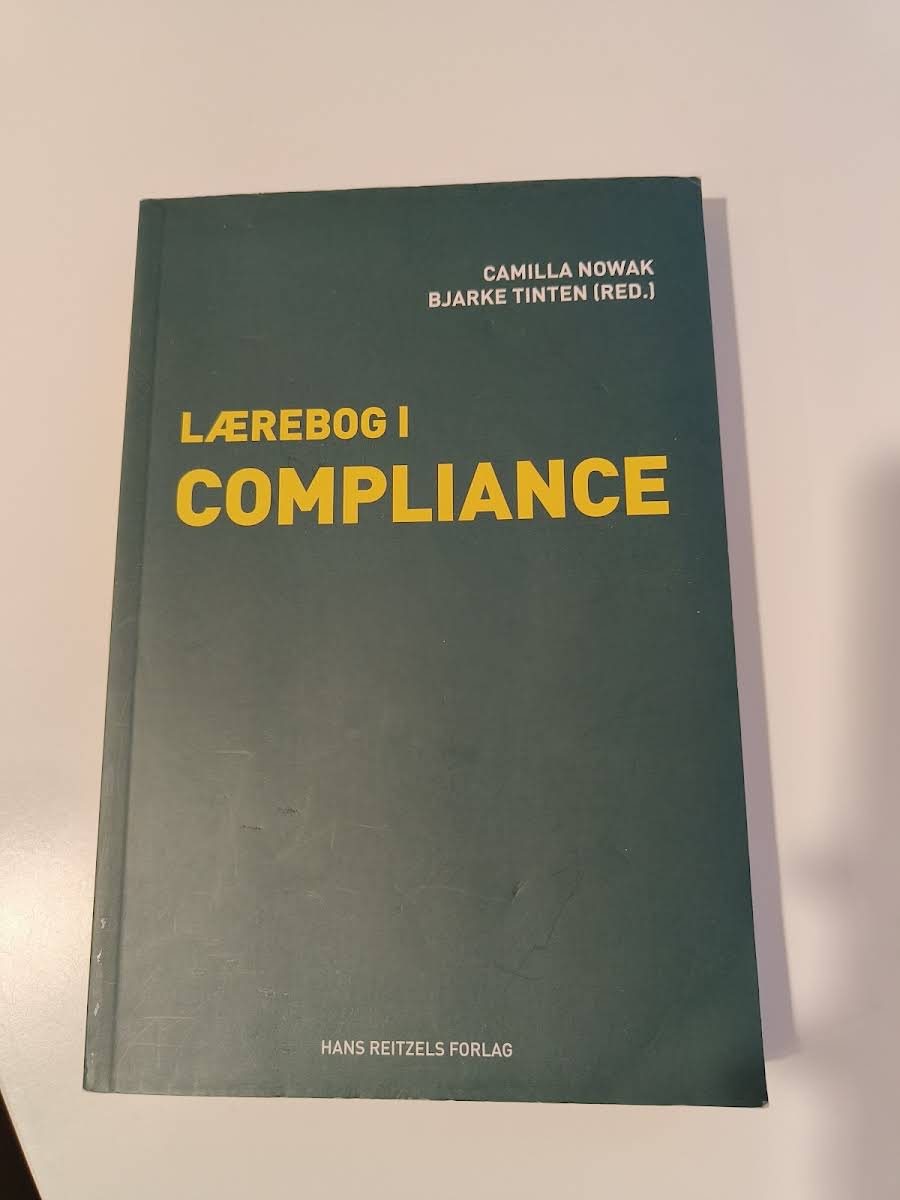 CAMILLA NOWAK
BJARKE TINTEN (RED.)
LÆREBOG I
COMPLIANCE
HANS REITZELS FORLAG